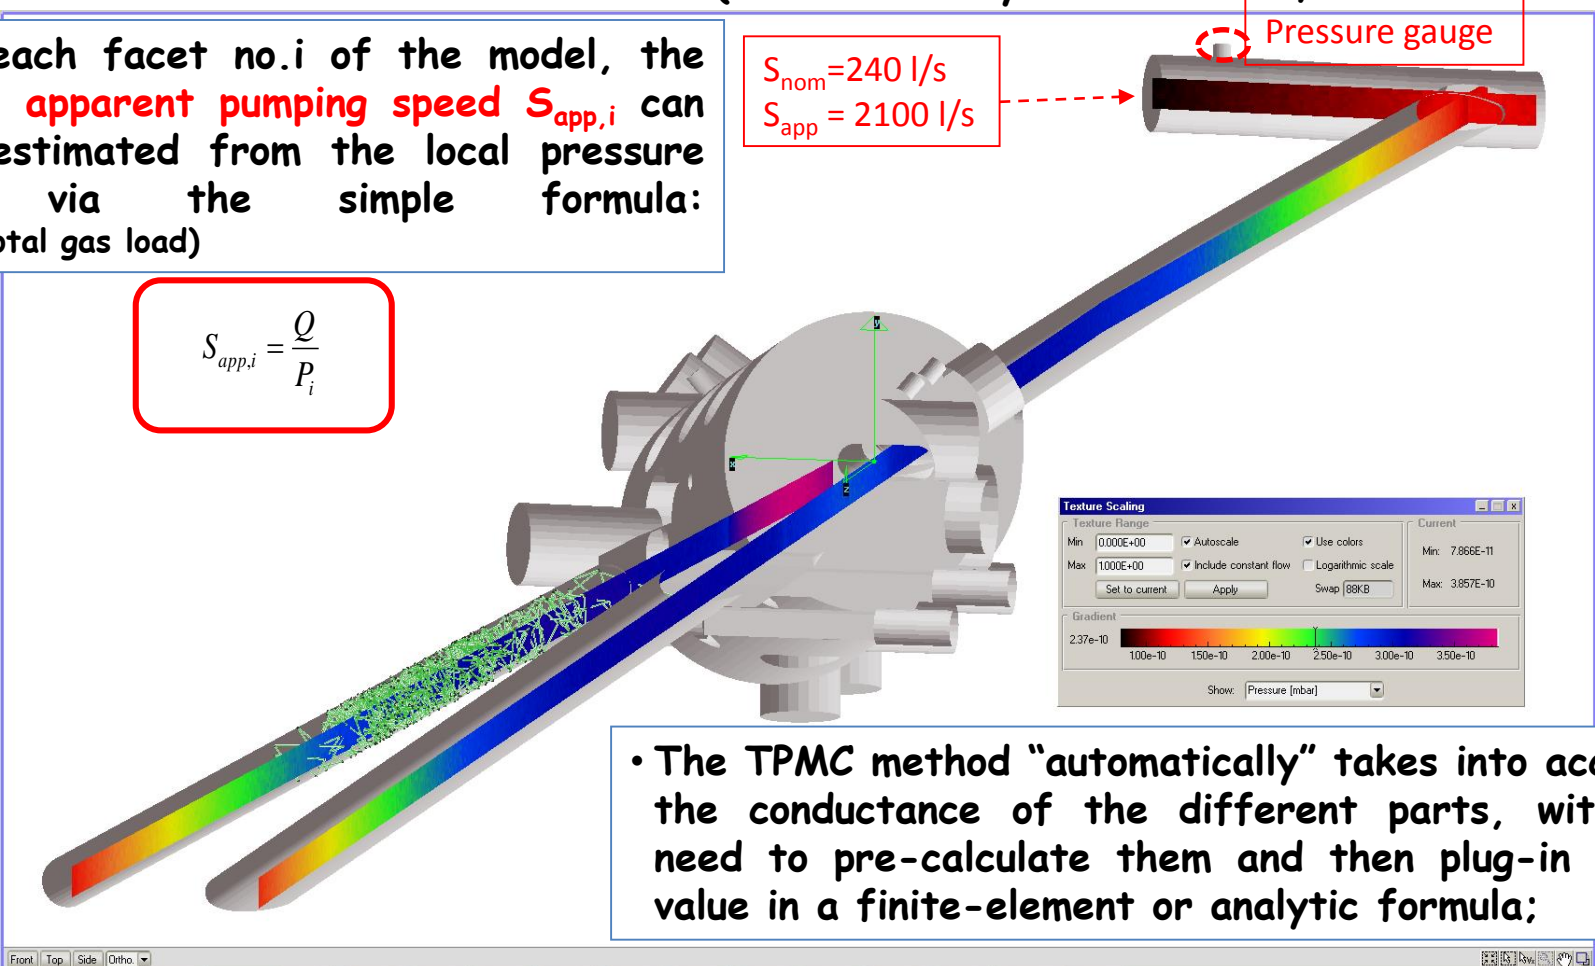 each facet no.i of the model, the
apparent pumping speed S_app,i can
estimated from the local pressure
via the simple formula:
otal gas load)
S_app,i = Q / P_i
S_nom=240 l/s
S_app = 2100 l/s
Pressure gauge
y
x
z
Texture Scaling
Texture Range
Min 0.000E+00 Autoscale Use colors
Max 1.000E+00 Include constant flow Logarithmic scale
Set to current Apply Swap 88KB
Current
Min: 7.866E-11
Max: 3.857E-10
Gradient
2.37e-10
1.00e-10 1.50e-10 2.00e-10 2.50e-10 3.00e-10 3.50e-10
Show: Pressure [mbar]
• The TPMC method “automatically” takes into acc
the conductance of the different parts, wit
need to pre-calculate them and then plug-in
value in a finite-element or analytic formula;
Front Top Side Ortho.